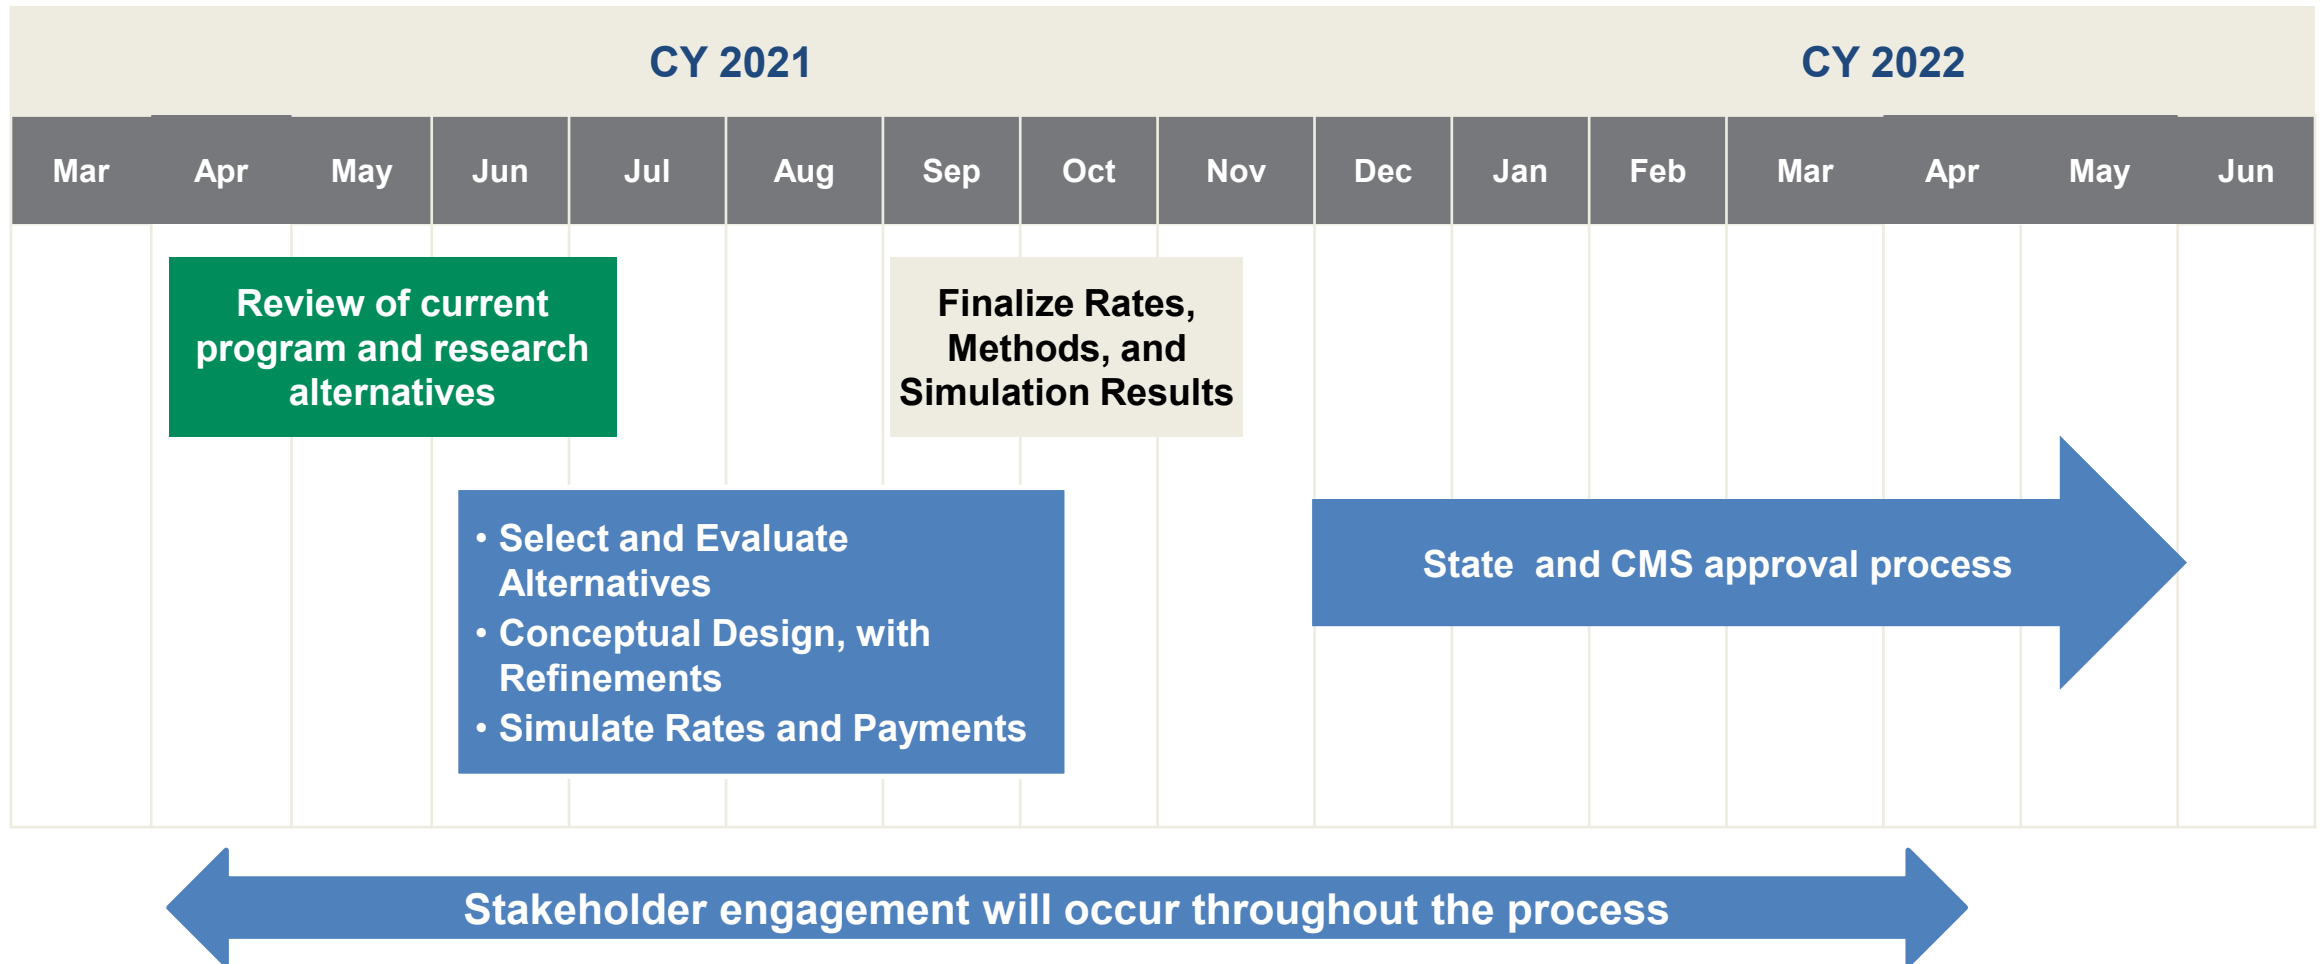 CY 2021
CY 2022
Mar
Apr
May
Jun
Jul
Aug
Sep
Oct
Nov
Dec
Jan
Feb
Mar
Apr
May
Jun
Review of current
program and research
alternatives
Finalize Rates,
Methods, and
Simulation Results
• Select and Evaluate
Alternatives
• Conceptual Design, with
Refinements
• Simulate Rates and Payments
State  and CMS approval process
Stakeholder engagement will occur throughout the process